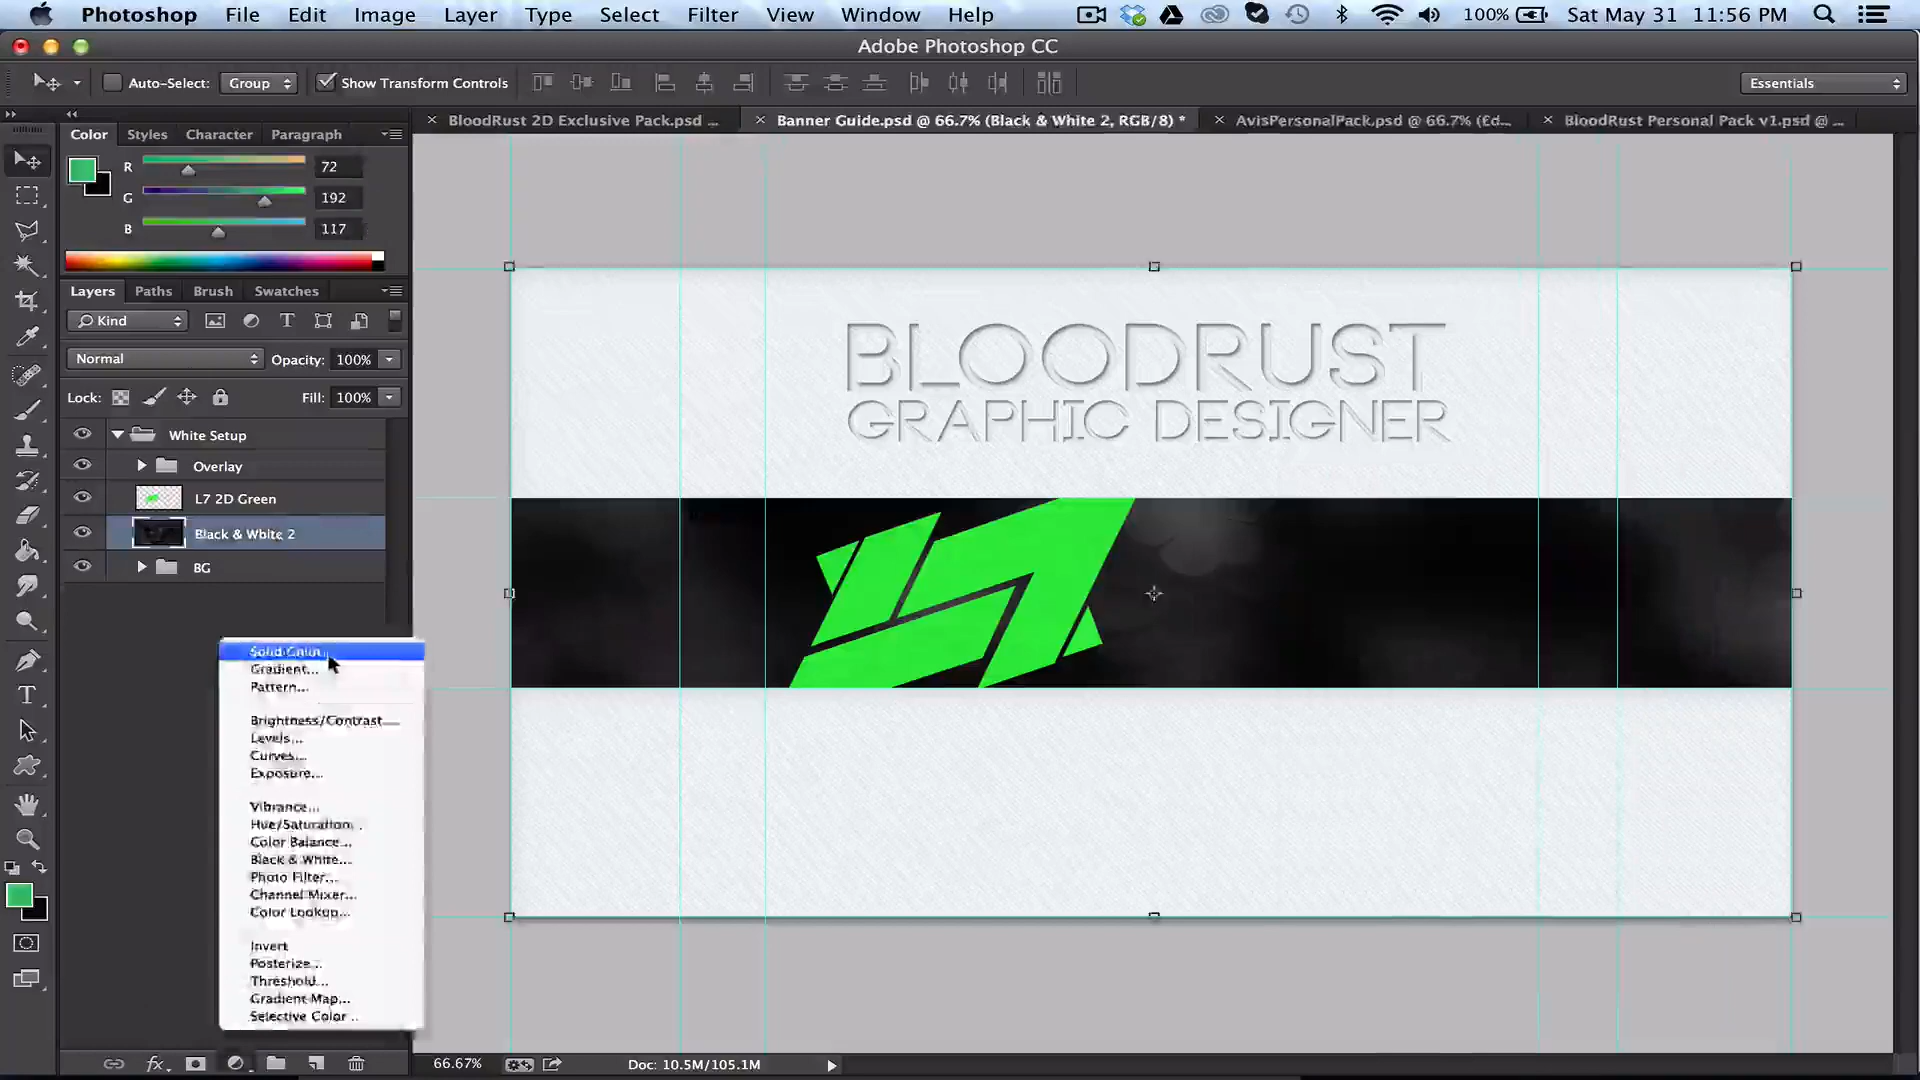 Photoshop File Edit Image Layer Type Select Filter View Window Help 100% Sat May 31 11:56 PM
Adobe Photoshop CC
Auto-Select: Group Show Transform Controls Essentials
Color Styles Character Paragraph
BloodRust 2D Exclusive Pack.psd ... Banner Guide.psd @ 66.7% (Black & White 2, RGB/8) * AvisPersonalPack.psd @ 66.7% (Ed... BloodRust Personal Pack v1.psd @ ...
R 72
G 192
B 117
Layers Paths Brush Swatches
Kind T
Normal Opacity: 100%
Lock: Fill: 100%
White Setup
Overlay
L7 2D Green
Black & White 2
BG
BLOODRUST
GRAPHIC DESIGNER
Solid Color...
Gradient...
Pattern...
Brightness/Contrast...
Levels...
Curves...
Exposure...
Vibrance...
Hue/Saturation...
Color Balance...
Black & White...
Photo Filter...
Channel Mixer...
Color Lookup...
Invert
Posterize...
Threshold...
Gradient Map...
Selective Color...
fx 66.67% Doc: 10.5M/105.1M